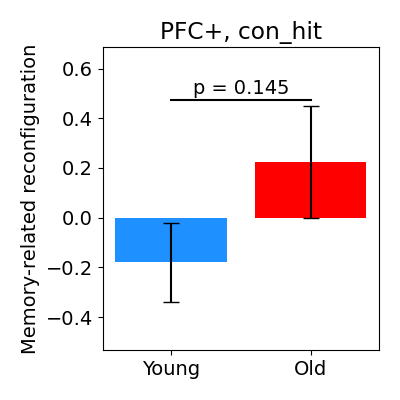 PFC+, con_hit
Memory-related reconfiguration
0.6
0.4
0.2
0.0
−0.2
−0.4
p = 0.145
Young
Old